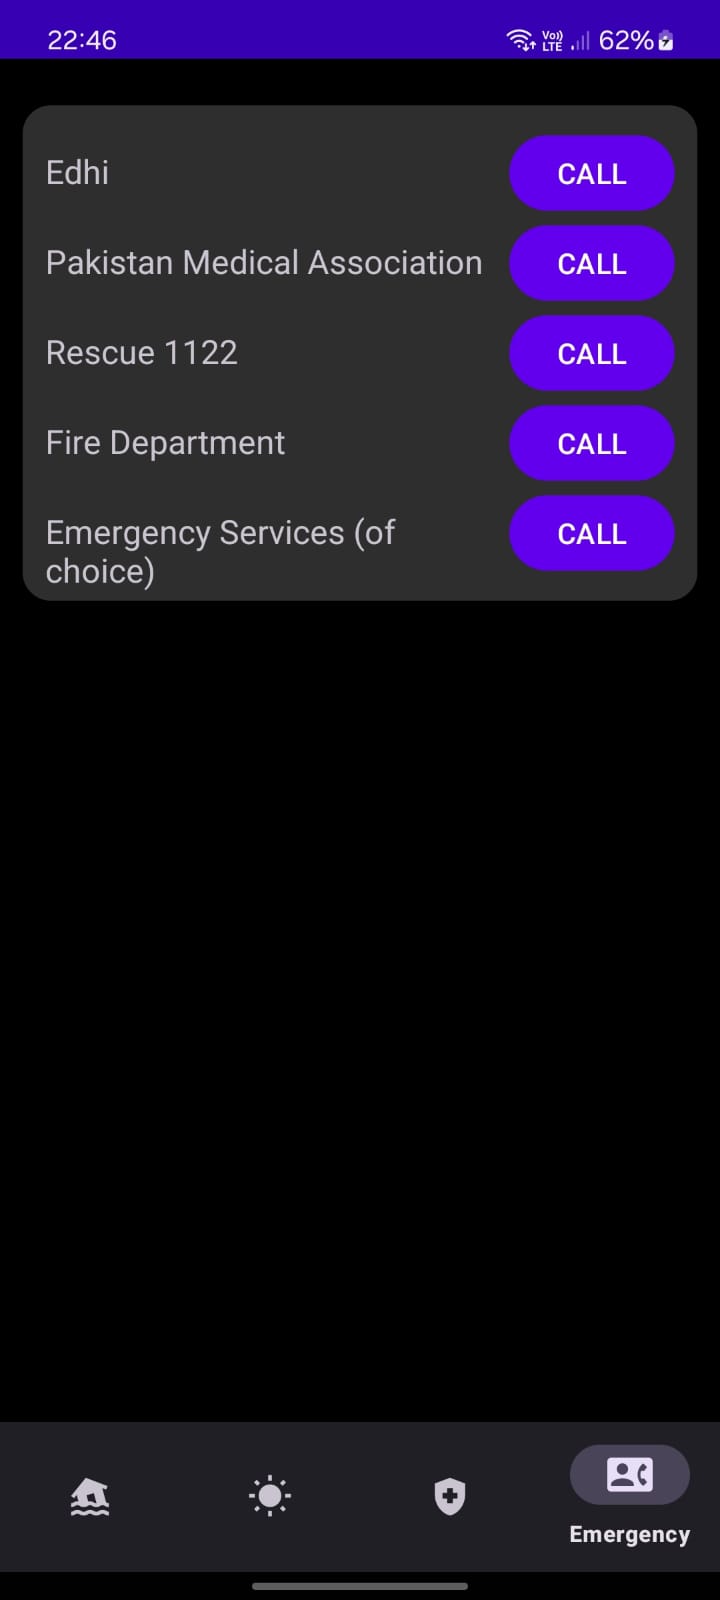 22:46
Vo)) LTE 62%
Edhi CALL
Pakistan Medical Association CALL
Rescue 1122 CALL
Fire Department CALL
Emergency Services (of choice) CALL
Emergency